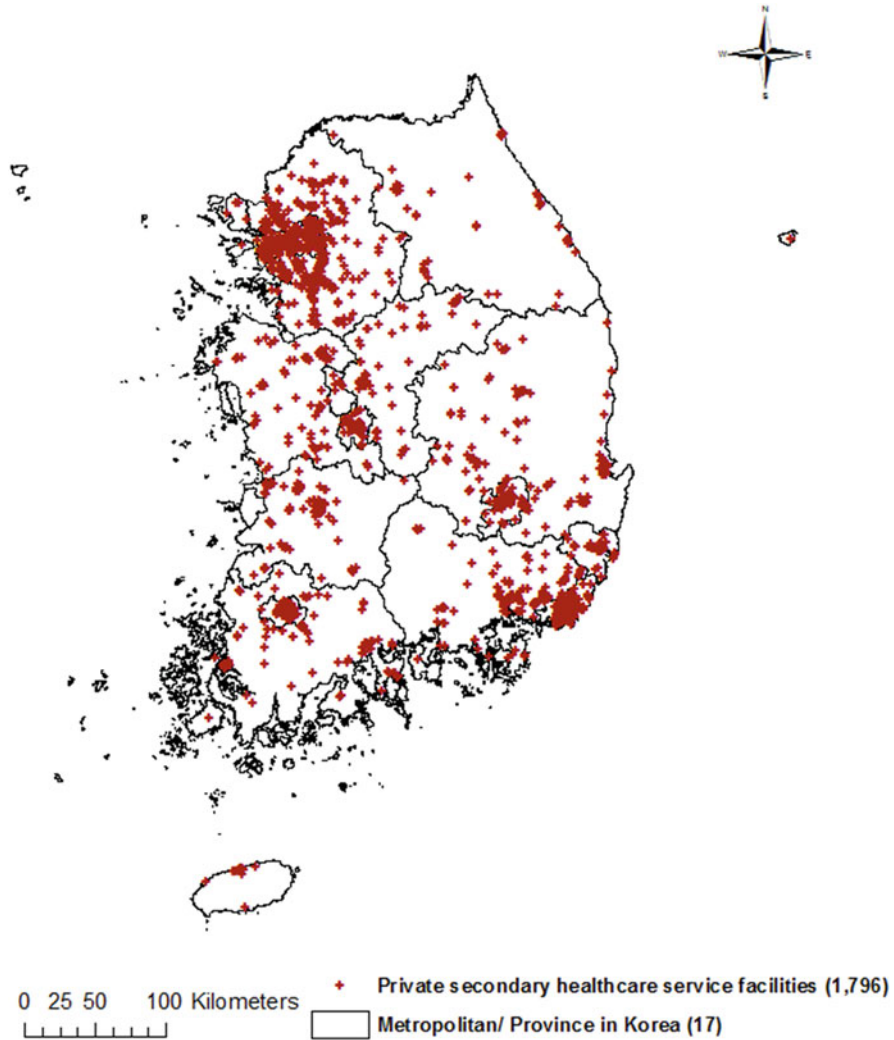 N
W E
S
Private secondary healthcare service facilities (1,796)
0 25 50 100 Kilometers
Metropolitan/ Province in Korea (17)